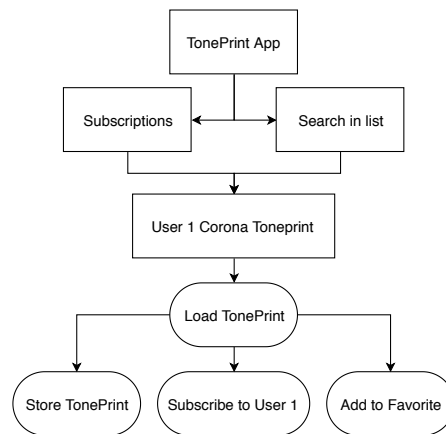 TonePrint App
Subscriptions
Search in list
User 1 Corona Toneprint
Load TonePrint
Store TonePrint
Subscribe to User 1
Add to Favorite